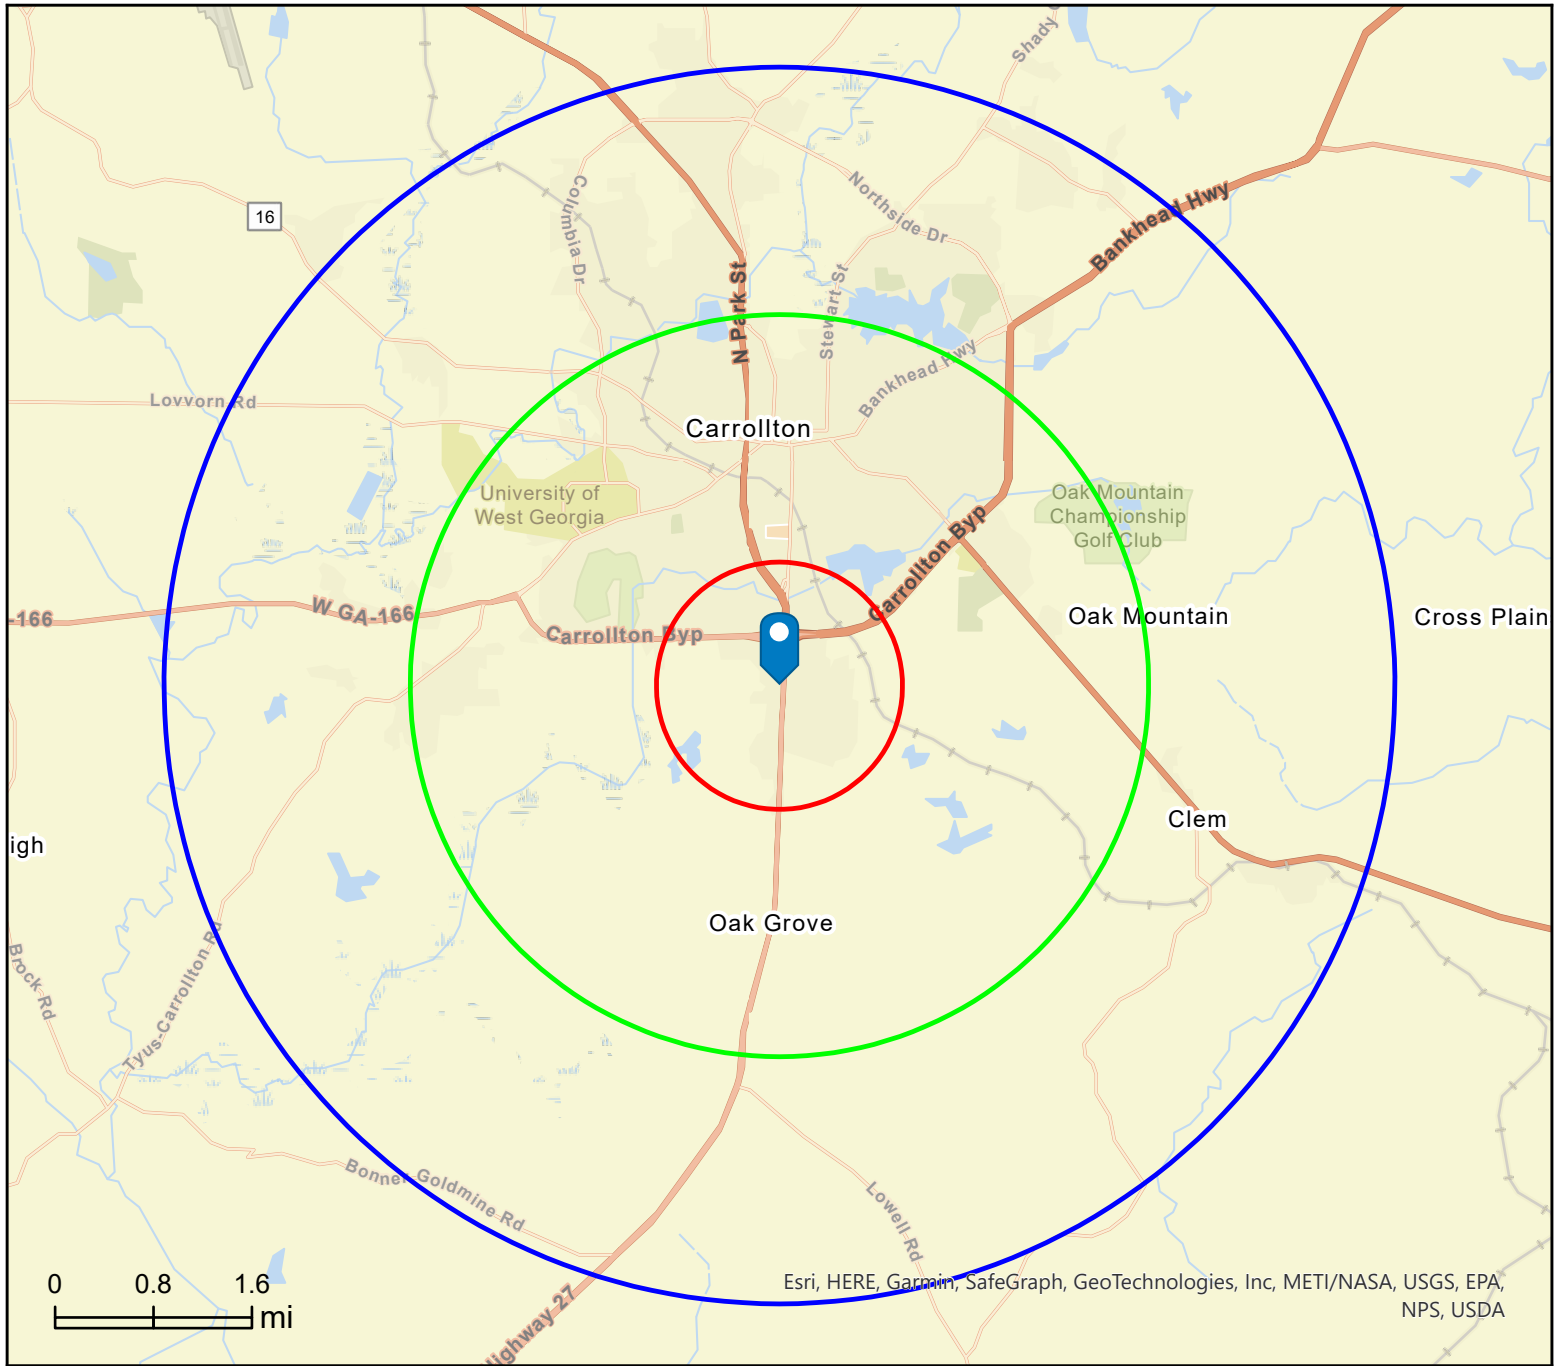 Shady
Bankhead Hwy
Northside Dr
Columbia Dr
16
N Park St
Stewart St
Bankhead Hwy
Lovvorn Rd
Carrollton
University of
West Georgia
Oak Mountain
Championship
Golf Club
Carrollton Byp
W GA-166
-166
Oak Mountain
Cross Plain
Carrollton Byp
Clem
igh
Oak Grove
Brock Rd
Tyus-Carrollton Rd
Bonner Goldmine Rd
Lowell Rd
Highway 27
0 0.8 1.6
mi
Esri, HERE, Garmin, SafeGraph, GeoTechnologies, Inc, METI/NASA, USGS, EPA,
NPS, USDA